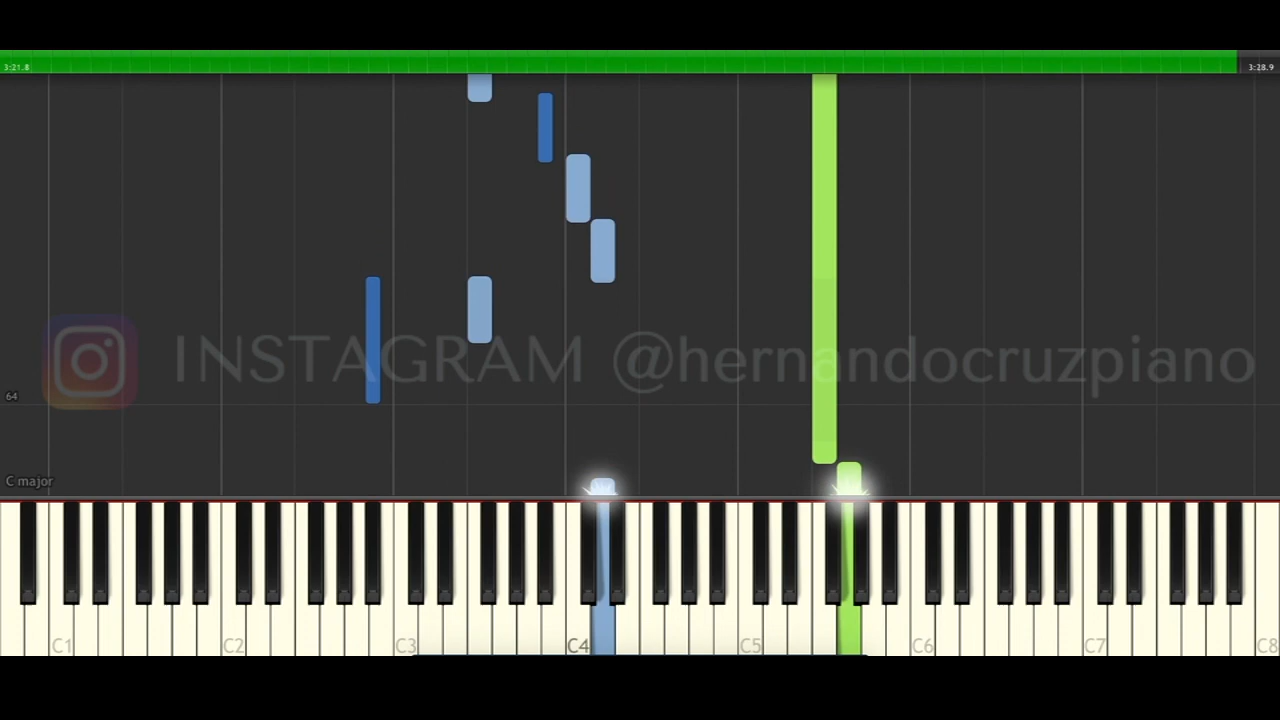 3:21.8
3:28.9
INSTAGRAM @hernandocruzpiano
64
C major
C1 C2 C3 C4 C5 C6 C7 C8